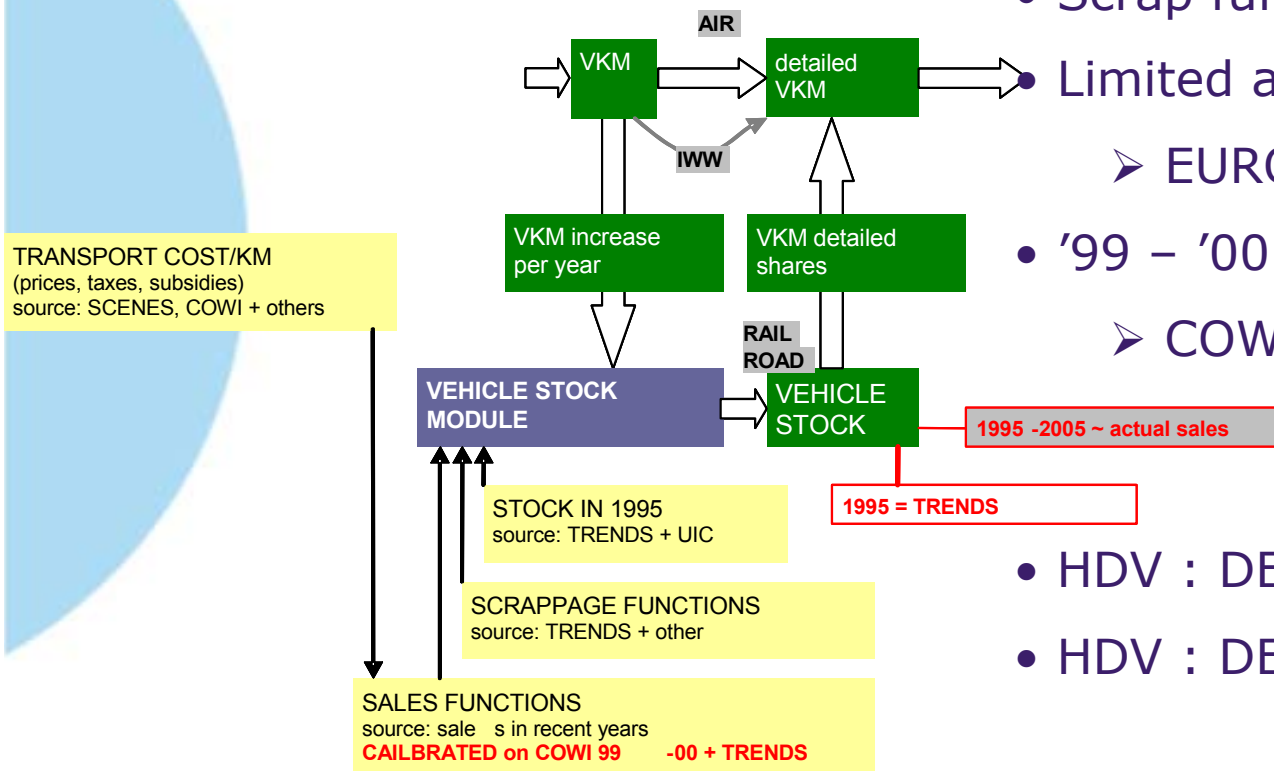 AIR
VKM
detailed
VKM
IWW
VKM increase
per year
VKM detailed
shares
TRANSPORT COST/KM
(prices, taxes, subsidies)
source: SCENES, COWI + others
RAIL
ROAD
VEHICLE STOCK
MODULE
VEHICLE
STOCK
1995 -2005 ~ actual sales
1995 = TRENDS
STOCK IN 1995
source: TRENDS + UIC
SCRAPPAGE FUNCTIONS
source: TRENDS + other
SALES FUNCTIONS
source: sale s in recent years
CAILBRATED on COWI 99 -00 + TRENDS
• Scrap
• Limited
• ’99 – ’00
• HDV :
• HDV :